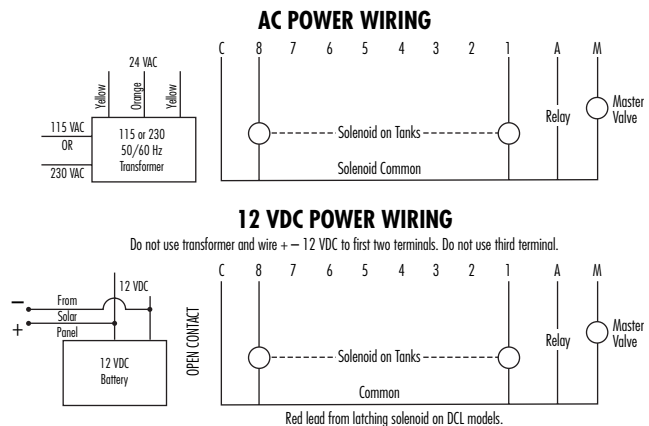 AC POWER WIRING
C 8 7 6 5 4 3 2 1 A M
24 VAC
Yellow
Orange
Yellow
115 VAC
OR
230 VAC
115 or 230
50/60 Hz
Transformer
Solenoid on Tanks
Relay
Master
Valve
Solenoid Common
12 VDC POWER WIRING
Do not use transformer and wire + – 12 VDC to first two terminals. Do not use third terminal.
C 8 7 6 5 4 3 2 1 A M
12 VDC
–
+
From
Solar
Panel
12 VDC
Battery
OPEN CONTACT
Solenoid on Tanks
Relay
Master
Valve
Common
Red lead from latching solenoid on DCL models.